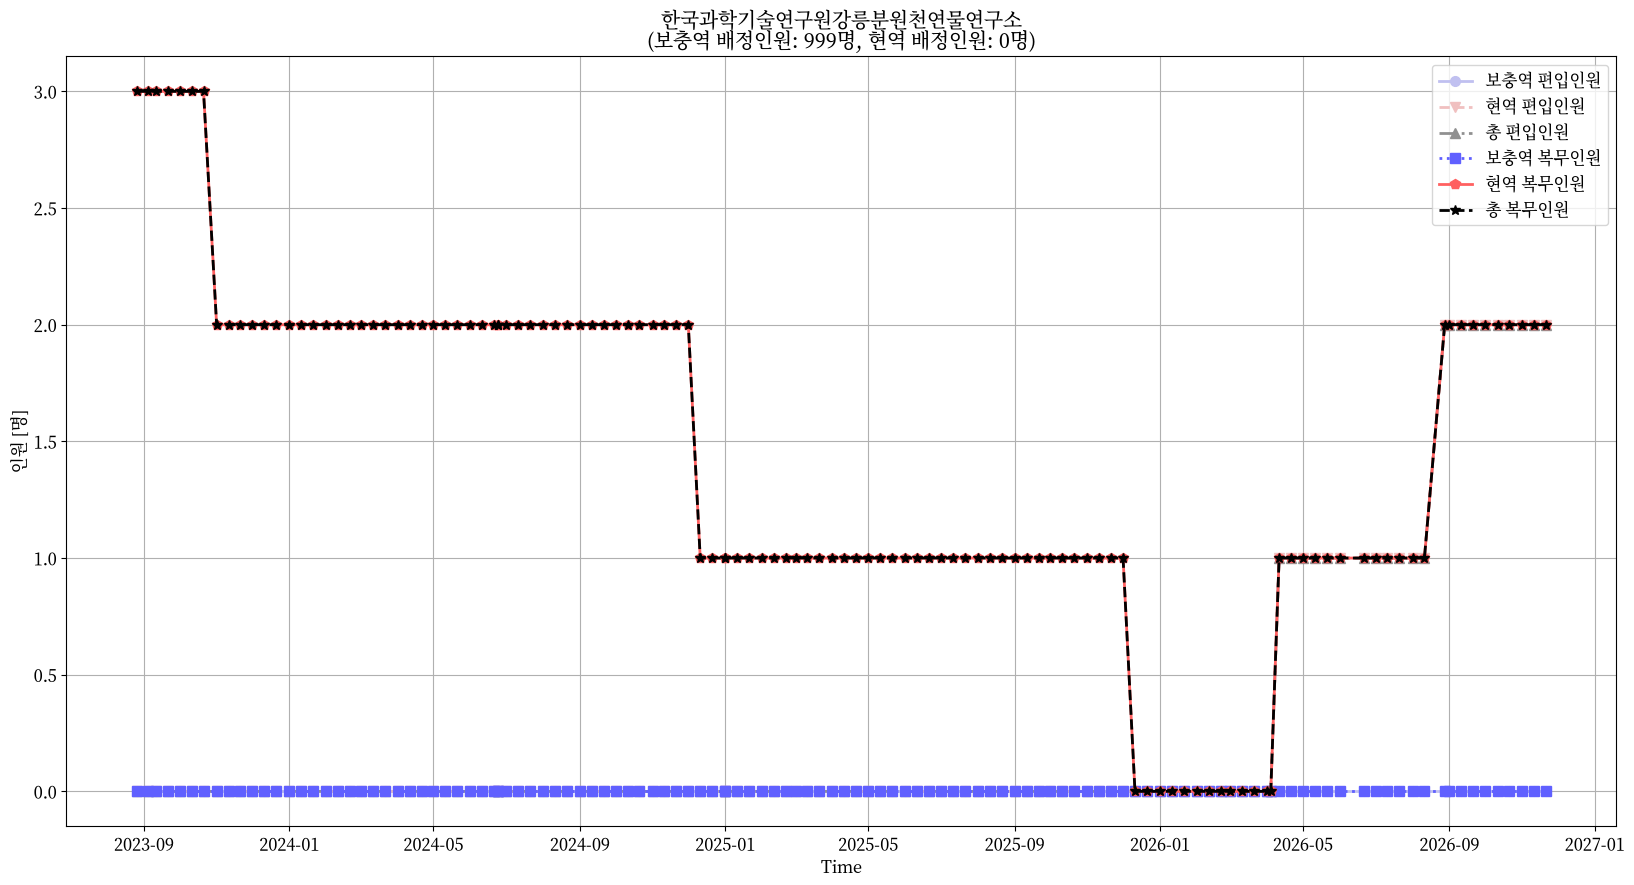 한국과학기술연구원강릉분원천연물연구소
(보충역 배정인원: 999명, 현역 배정인원: 0명)
보충역 편입인원
현역 편입인원
총 편입인원
보충역 복무인원
현역 복무인원
총 복무인원
인원 [명]
3.0
2.5
2.0
1.5
1.0
0.5
0.0
2023-09 2024-01 2024-05 2024-09 2025-01 2025-05 2025-09 2026-01 2026-05 2026-09 2027-01
Time